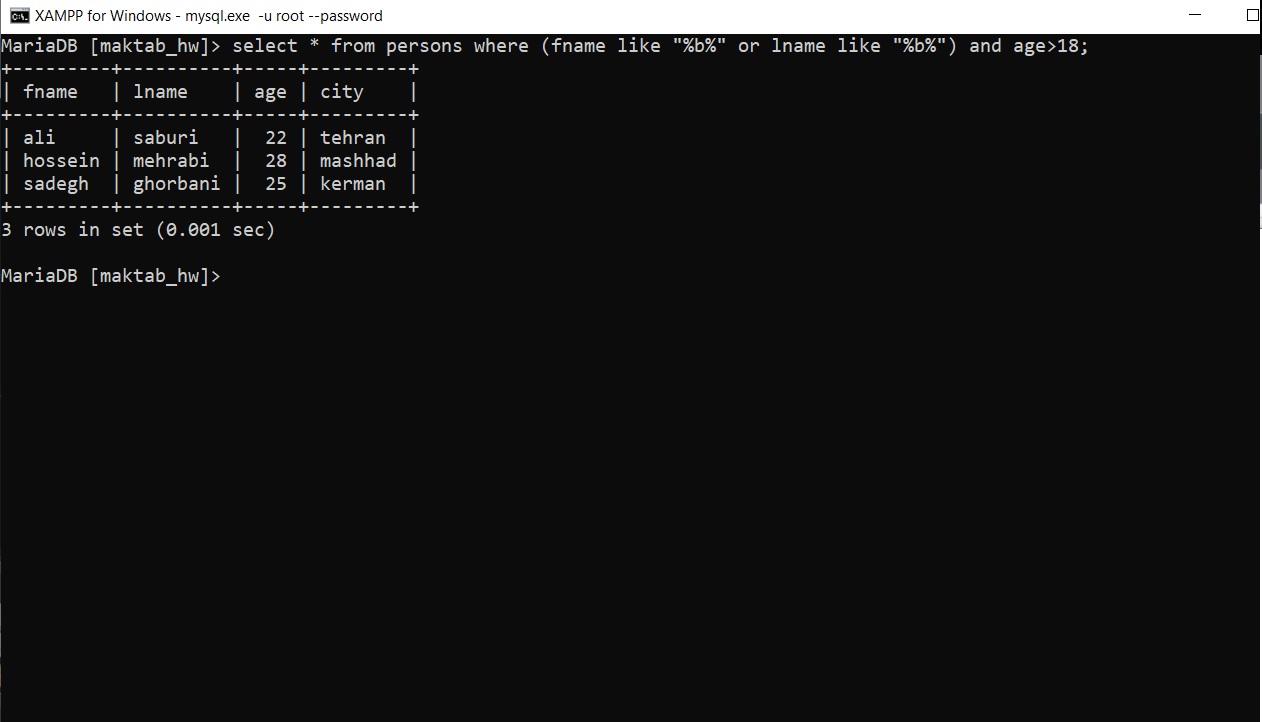 XAMPP for Windows - mysql.exe  -u root --password
MariaDB [maktab_hw]> select * from persons where (fname like "%b%" or lname like "%b%") and age>18;
+---------+----------+-----+---------+
| fname   | lname    | age | city    |
+---------+----------+-----+---------+
| ali     | saburi   |  22 | tehran  |
| hossein | mehrabi  |  28 | mashhad |
| sadegh  | ghorbani |  25 | kerman  |
+---------+----------+-----+---------+
3 rows in set (0.001 sec)
MariaDB [maktab_hw]>